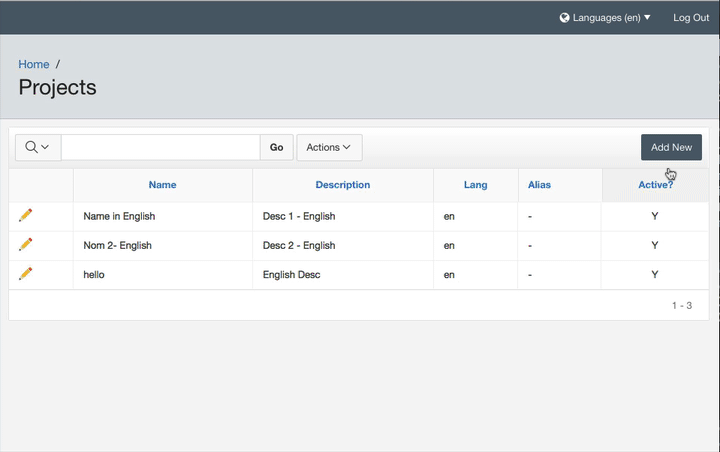 Languages (en) Log Out
Home /
Projects
Go Actions Add New
Name Description Lang Alias Active?
Name in English Desc 1 - English en - Y
Nom 2- English Desc 2 - English en - Y
hello English Desc en - Y
1 - 3